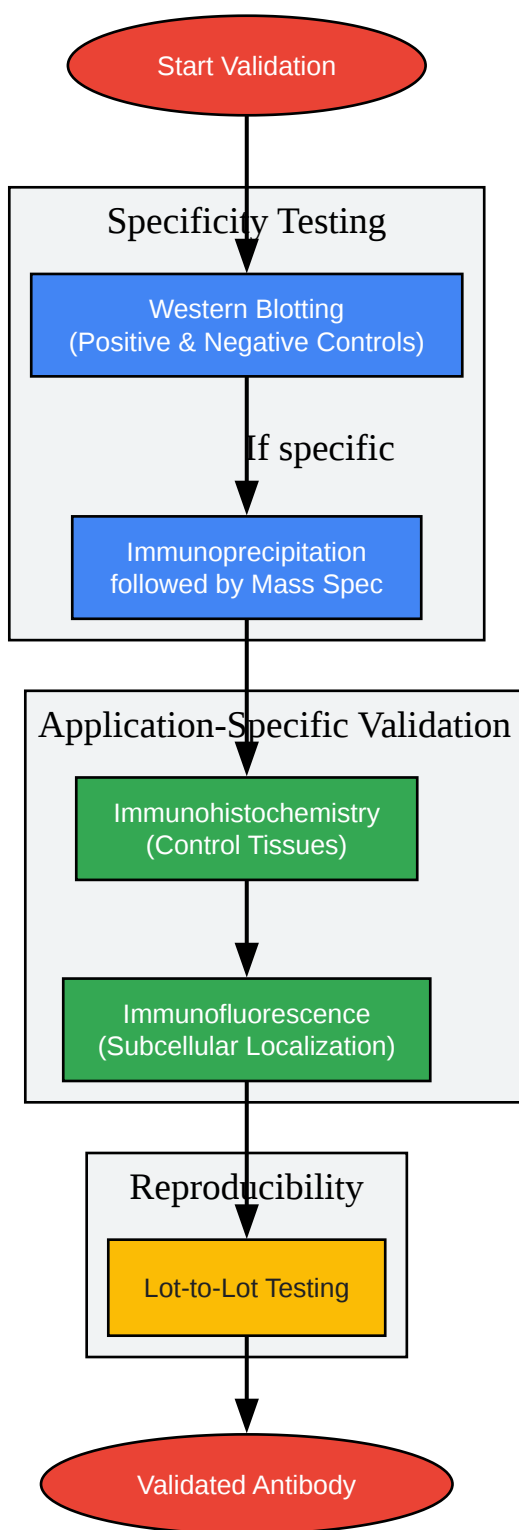 Start Validation
Specificity Testing
Western Blotting
(Positive & Negative Controls)
If specific
Immunoprecipitation
followed by Mass Spec
Application-Specific Validation
Immunohistochemistry
(Control Tissues)
Immunofluorescence
(Subcellular Localization)
Reproducibility
Lot-to-Lot Testing
Validated Antibody